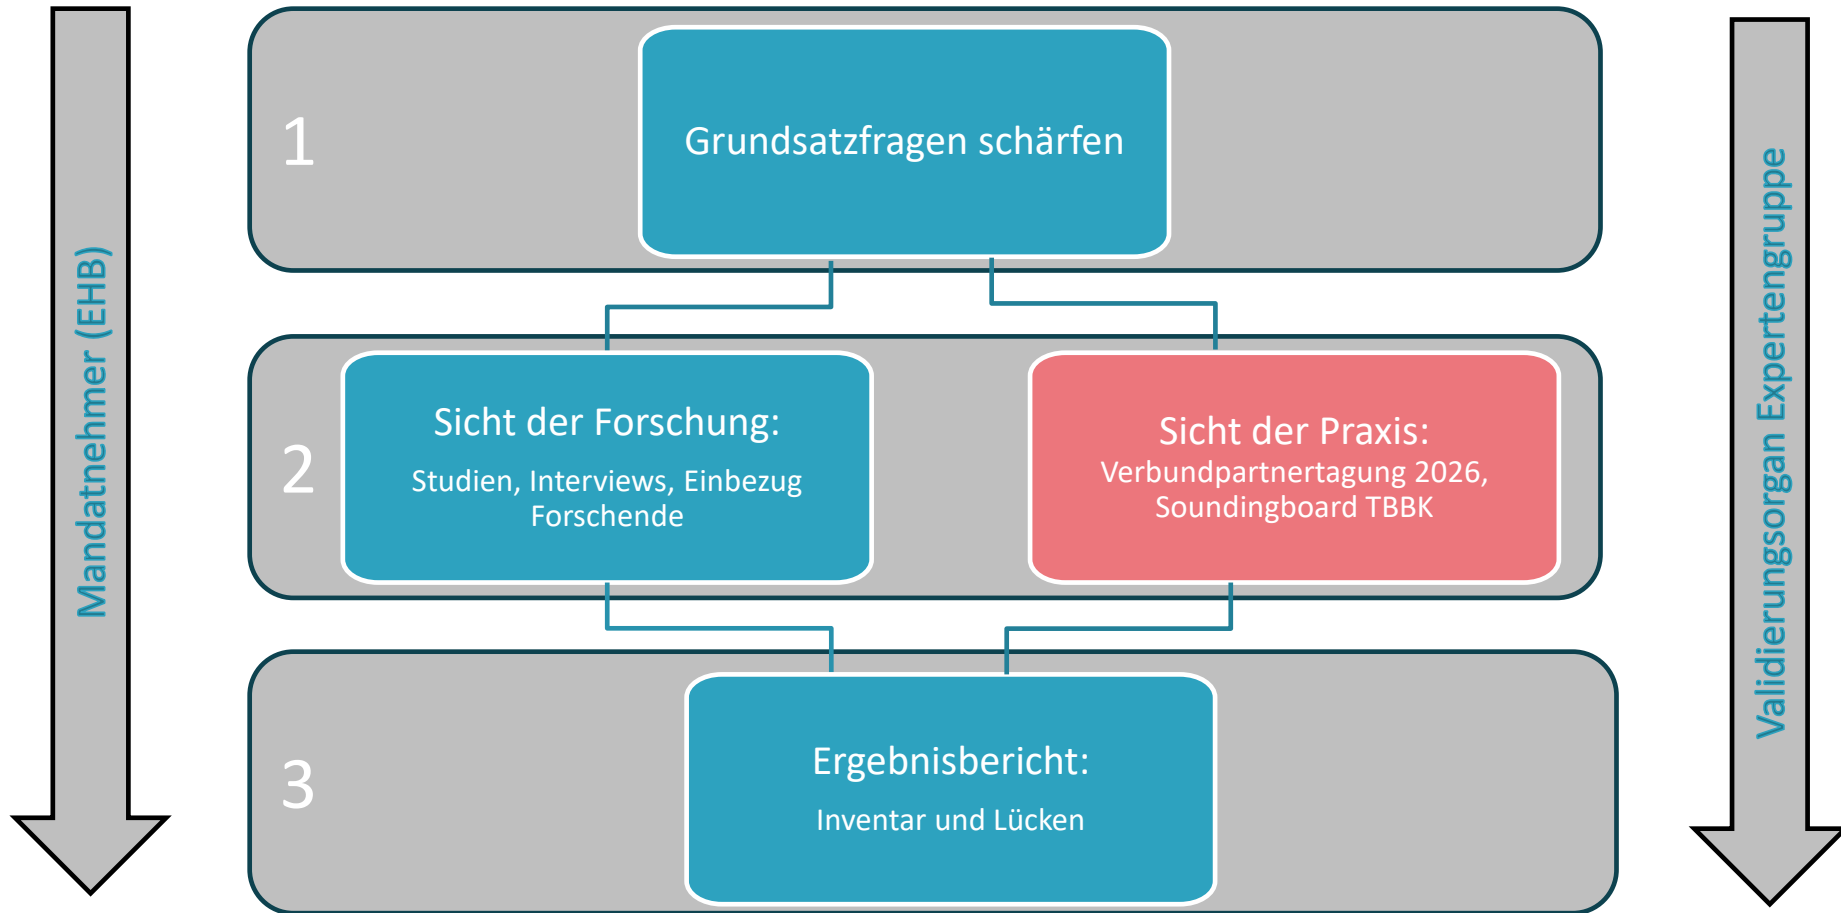 Mandatnehmer (EHB)
1
Grundsatzfragen schärfen
2
Sicht der Forschung:
Studien, Interviews, Einbezug
Forschende
Sicht der Praxis:
Verbundpartnertagung 2026,
Soundingboard TBBK
3
Ergebnisbericht:
Inventar und Lücken
Validierungsorgan Expertengruppe